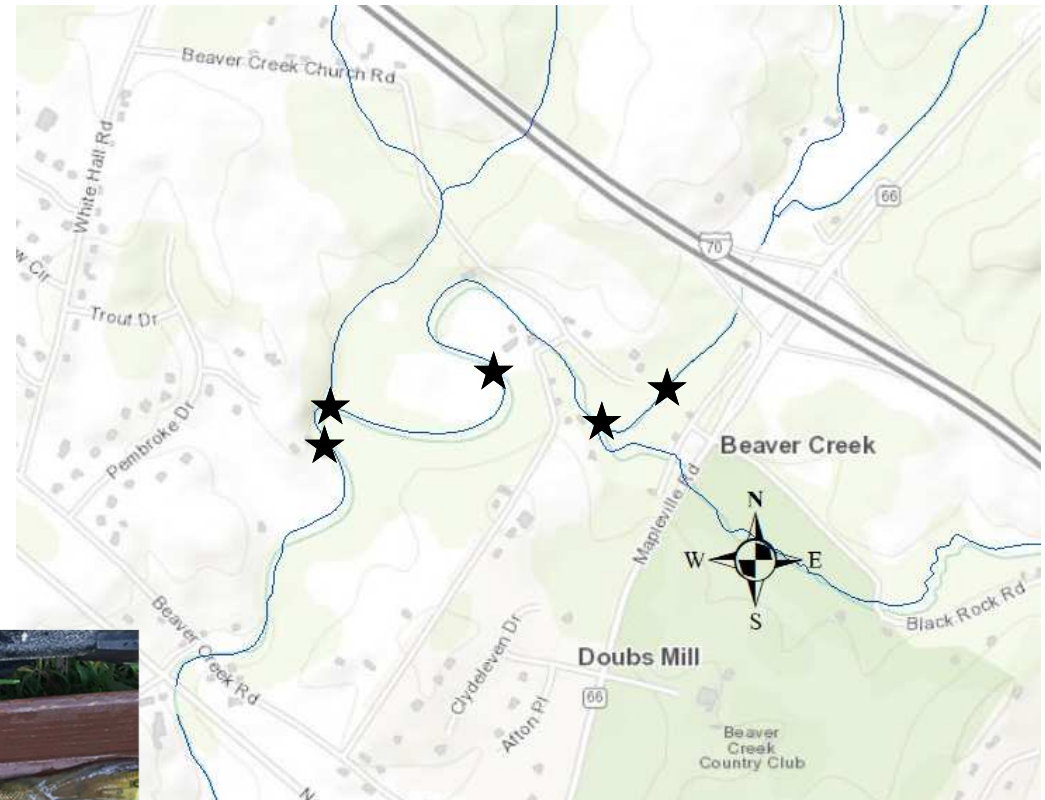 Beaver Creek Church Rd
White Hall Rd
66
70
w Cir
Trout Dr
Pembroke Dr
Beaver Creek
Mapleville Rd
N
W
E
S
Black Rock Rd
Beaver Creek Rd
Clydeleven Dr
Doubs Mill
66
Afton Pl
Beaver
Creek
Country Club
N